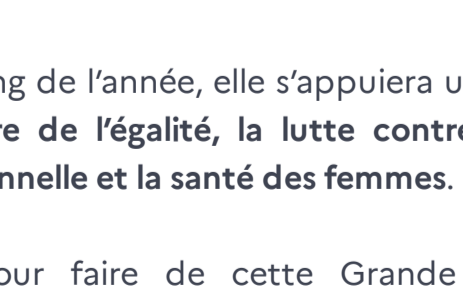 ng de l'année, elle s'appuiera u
re de l'égalité, la lutte contre
nnelle et la santé des femmes.
our faire de cette Grande